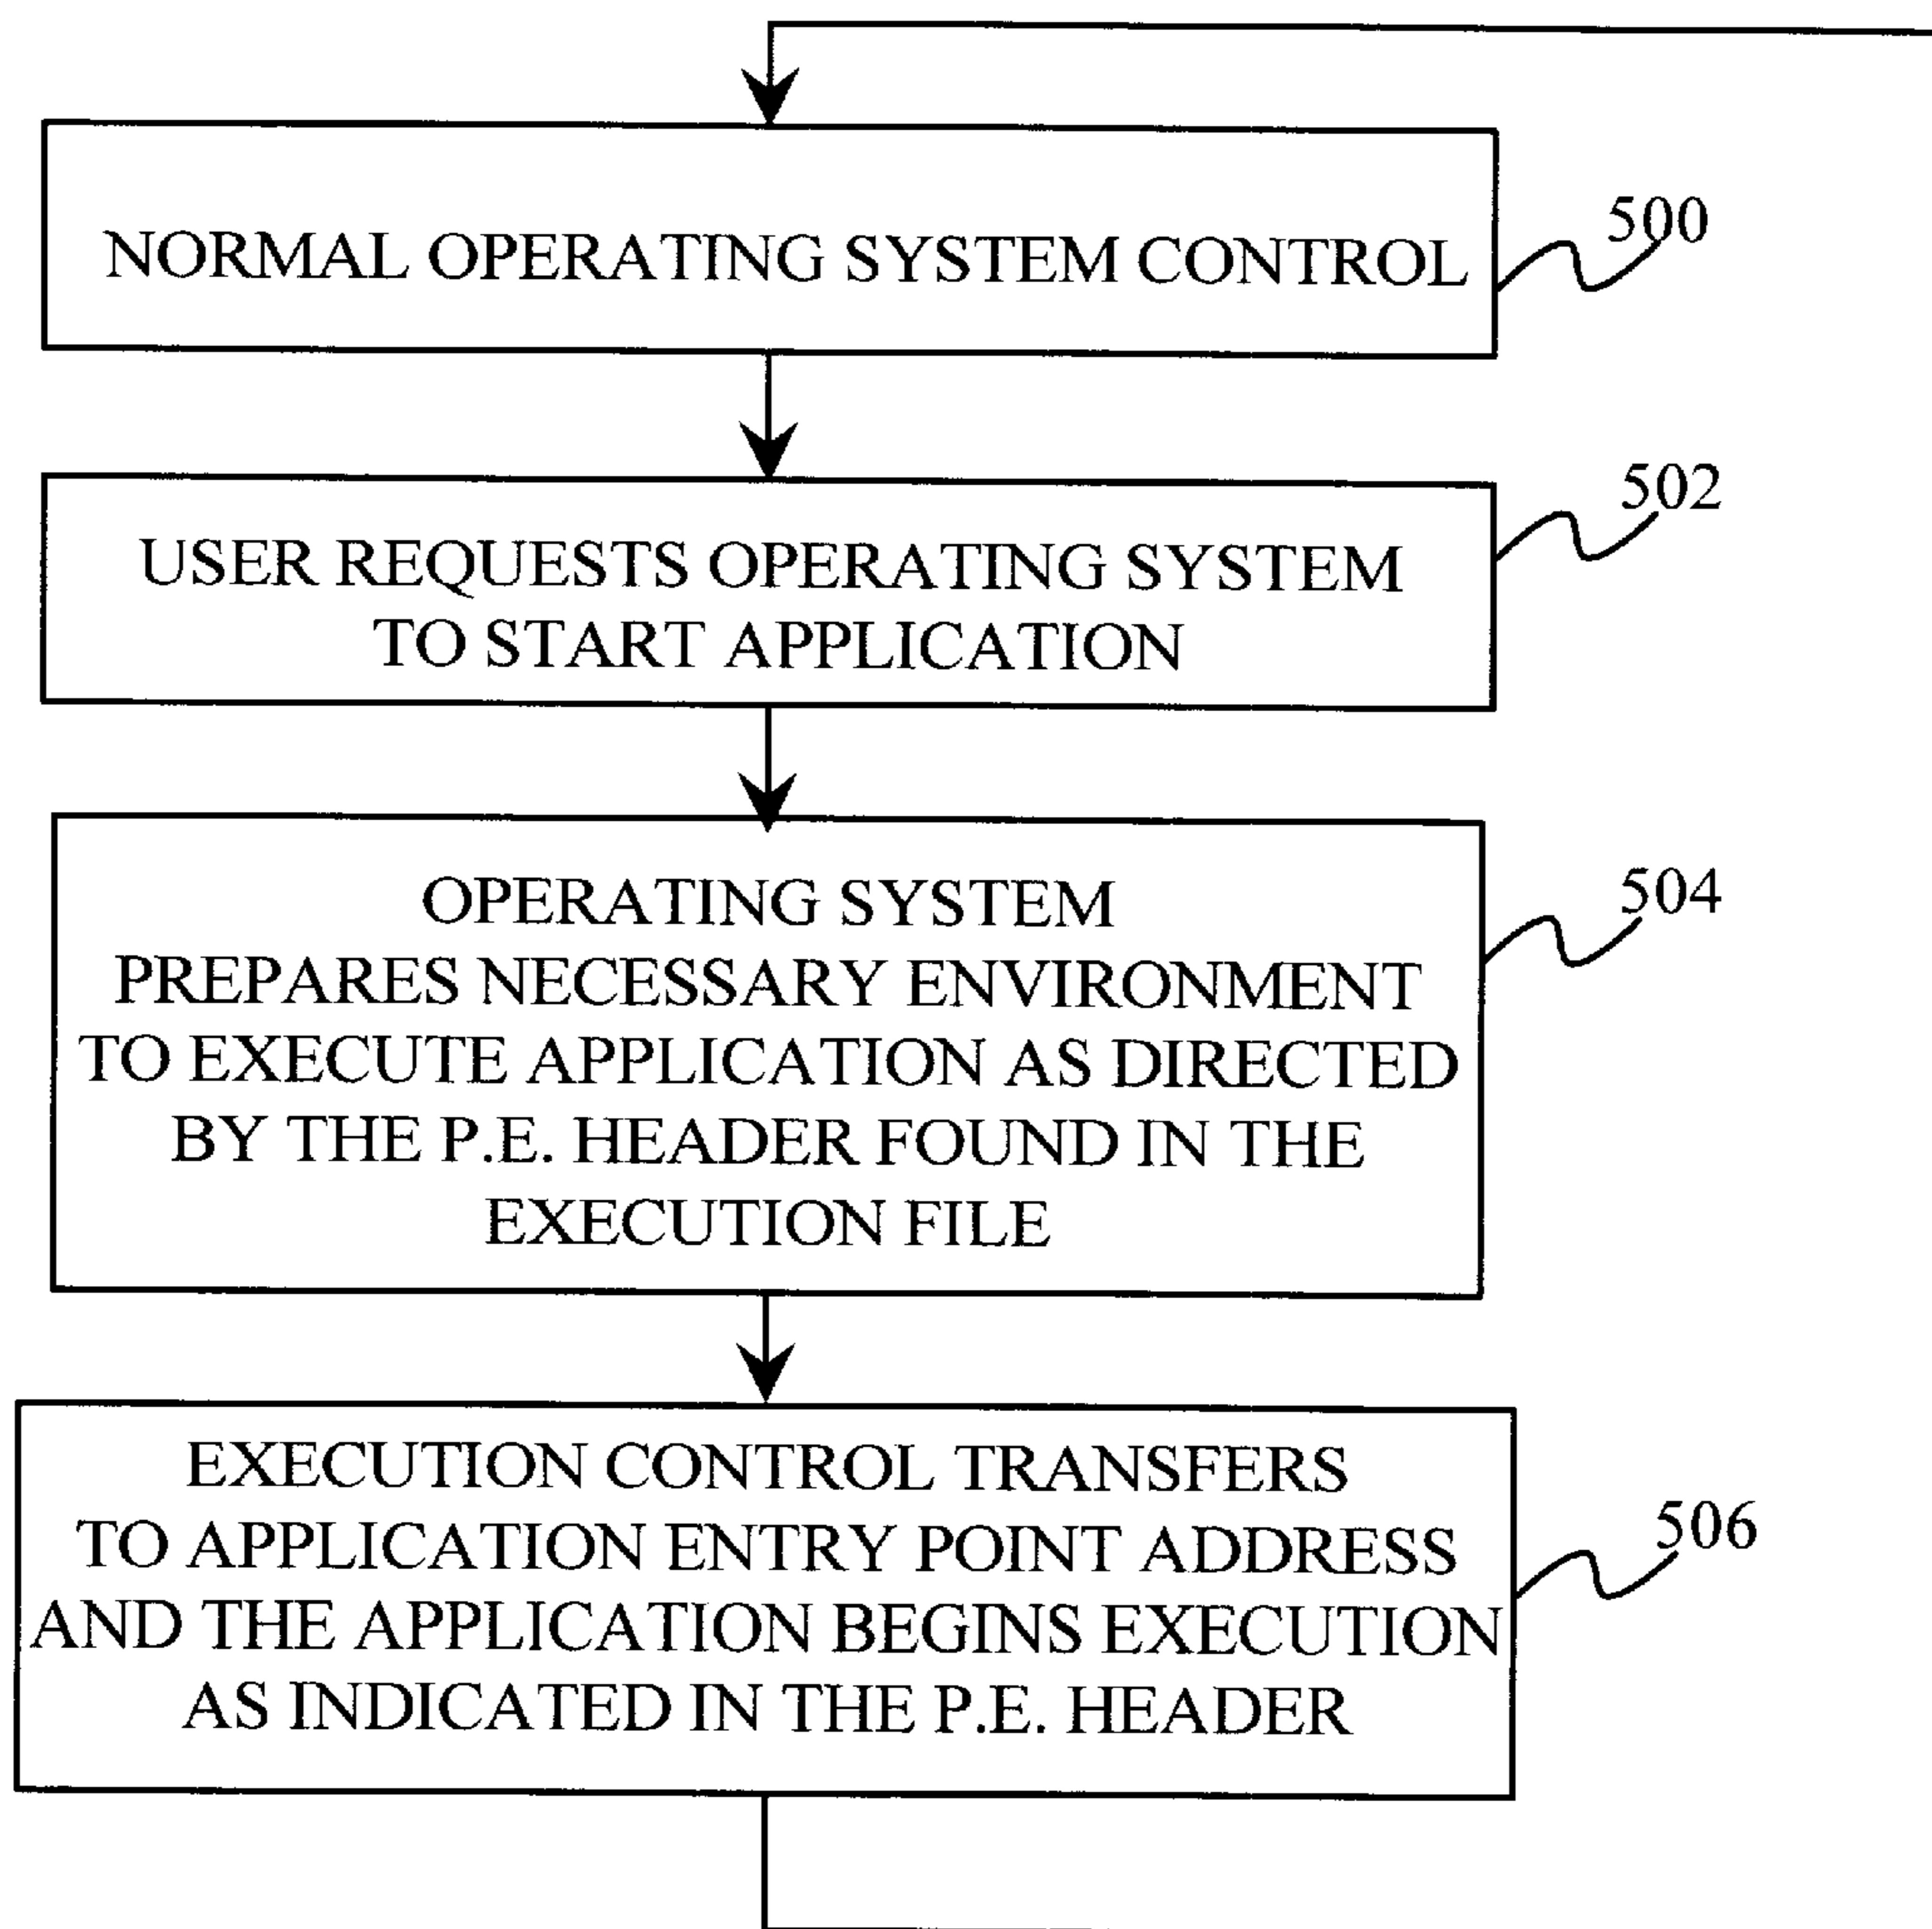 NORMAL OPERATING SYSTEM CONTROL
500
USER REQUESTS OPERATING SYSTEM
TO START APPLICATION
502
OPERATING SYSTEM
PREPARES NECESSARY ENVIRONMENT
TO EXECUTE APPLICATION AS DIRECTED
BY THE P.E. HEADER FOUND IN THE
EXECUTION FILE
504
EXECUTION CONTROL TRANSFERS
TO APPLICATION ENTRY POINT ADDRESS
AND THE APPLICATION BEGINS EXECUTION
AS INDICATED IN THE P.E. HEADER
506